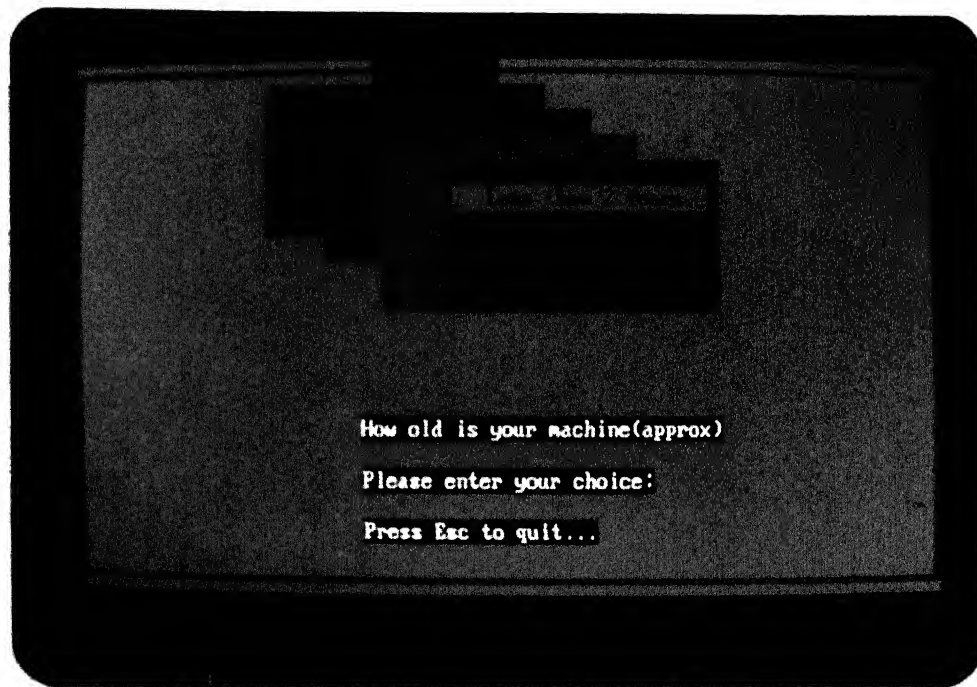 How old is your machine(approx)
Please enter your choice:
Press Esc to quit...